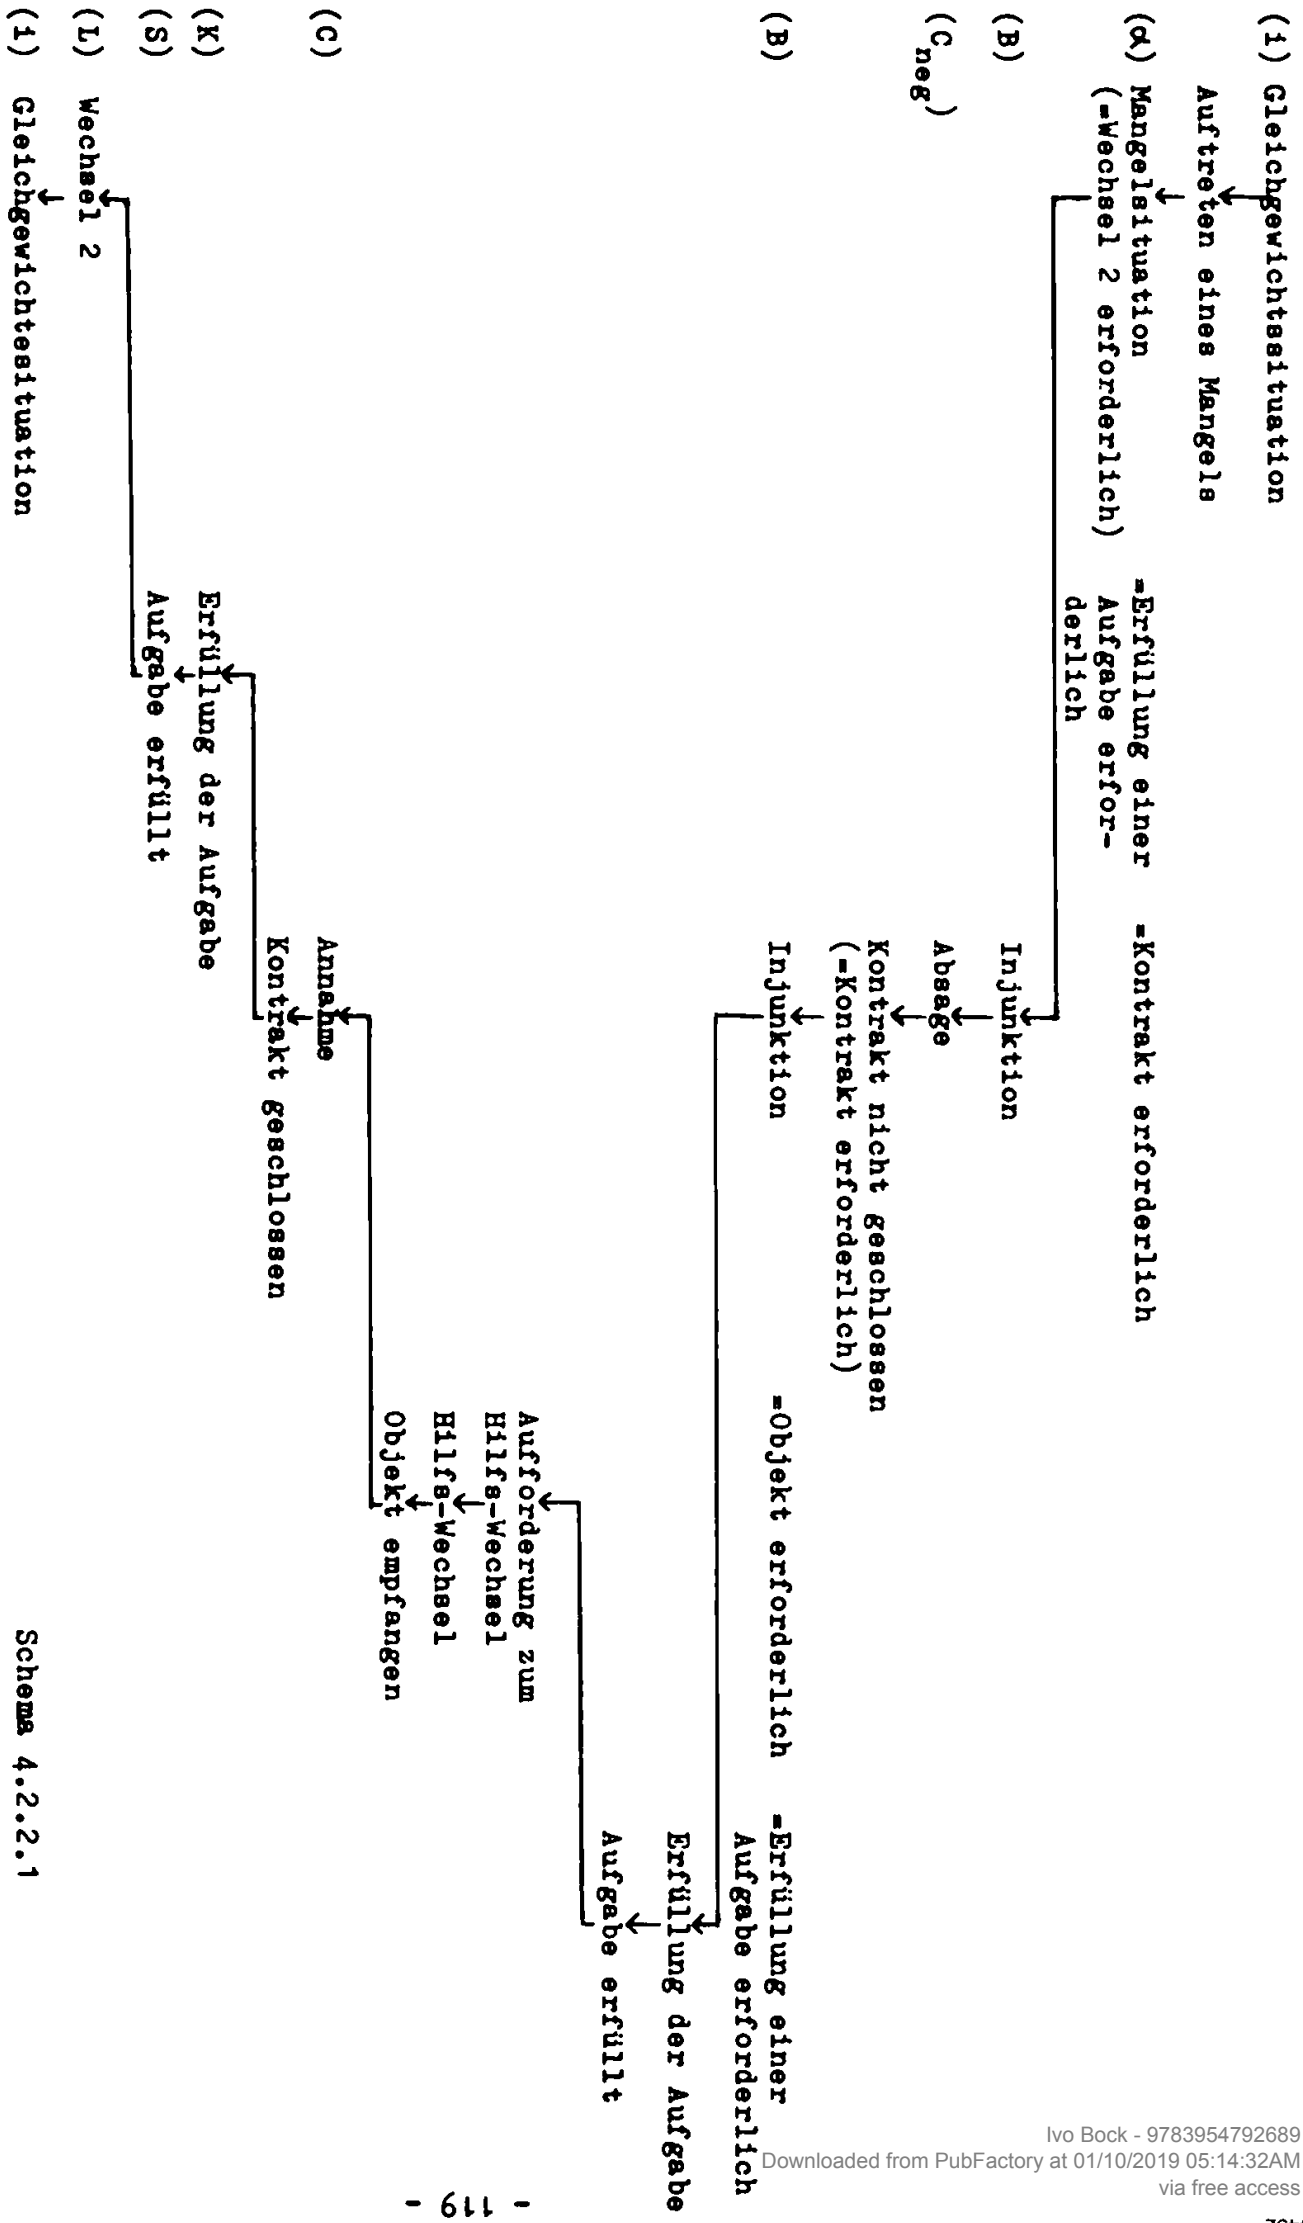 (i) Gleichgewichtssituation
Auftreten eines Mangels
(α) Mangelsituation =Erfüllung einer =Kontrakt erforderlich
(=Wechsel 2 erforderlich) Aufgabe erfor-
derlich
(B) Injunktion
(C neg) Absage
Kontrakt nicht geschlossen
(=Kontrakt erforderlich)
(B) Injunktion =Objekt erforderlich =Erfüllung einer
Aufgabe erforderlich
Erfüllung der Aufgabe
Aufgabe erfüllt
Aufforderung zum
Hilfs-Wechsel
Hilfs-Wechsel
Objekt empfangen
(C) Annahme
Kontrakt geschlossen
(K) Erfüllung der Aufgabe
(S) Aufgabe erfüllt
(L) Wechsel 2
(i) Gleichgewichtssituation
Schema 4.2.2.1
- 119 -
Ivo Bock - 9783954792689
Downloaded from PubFactory at 01/10/2019 05:14:32AM
via free access